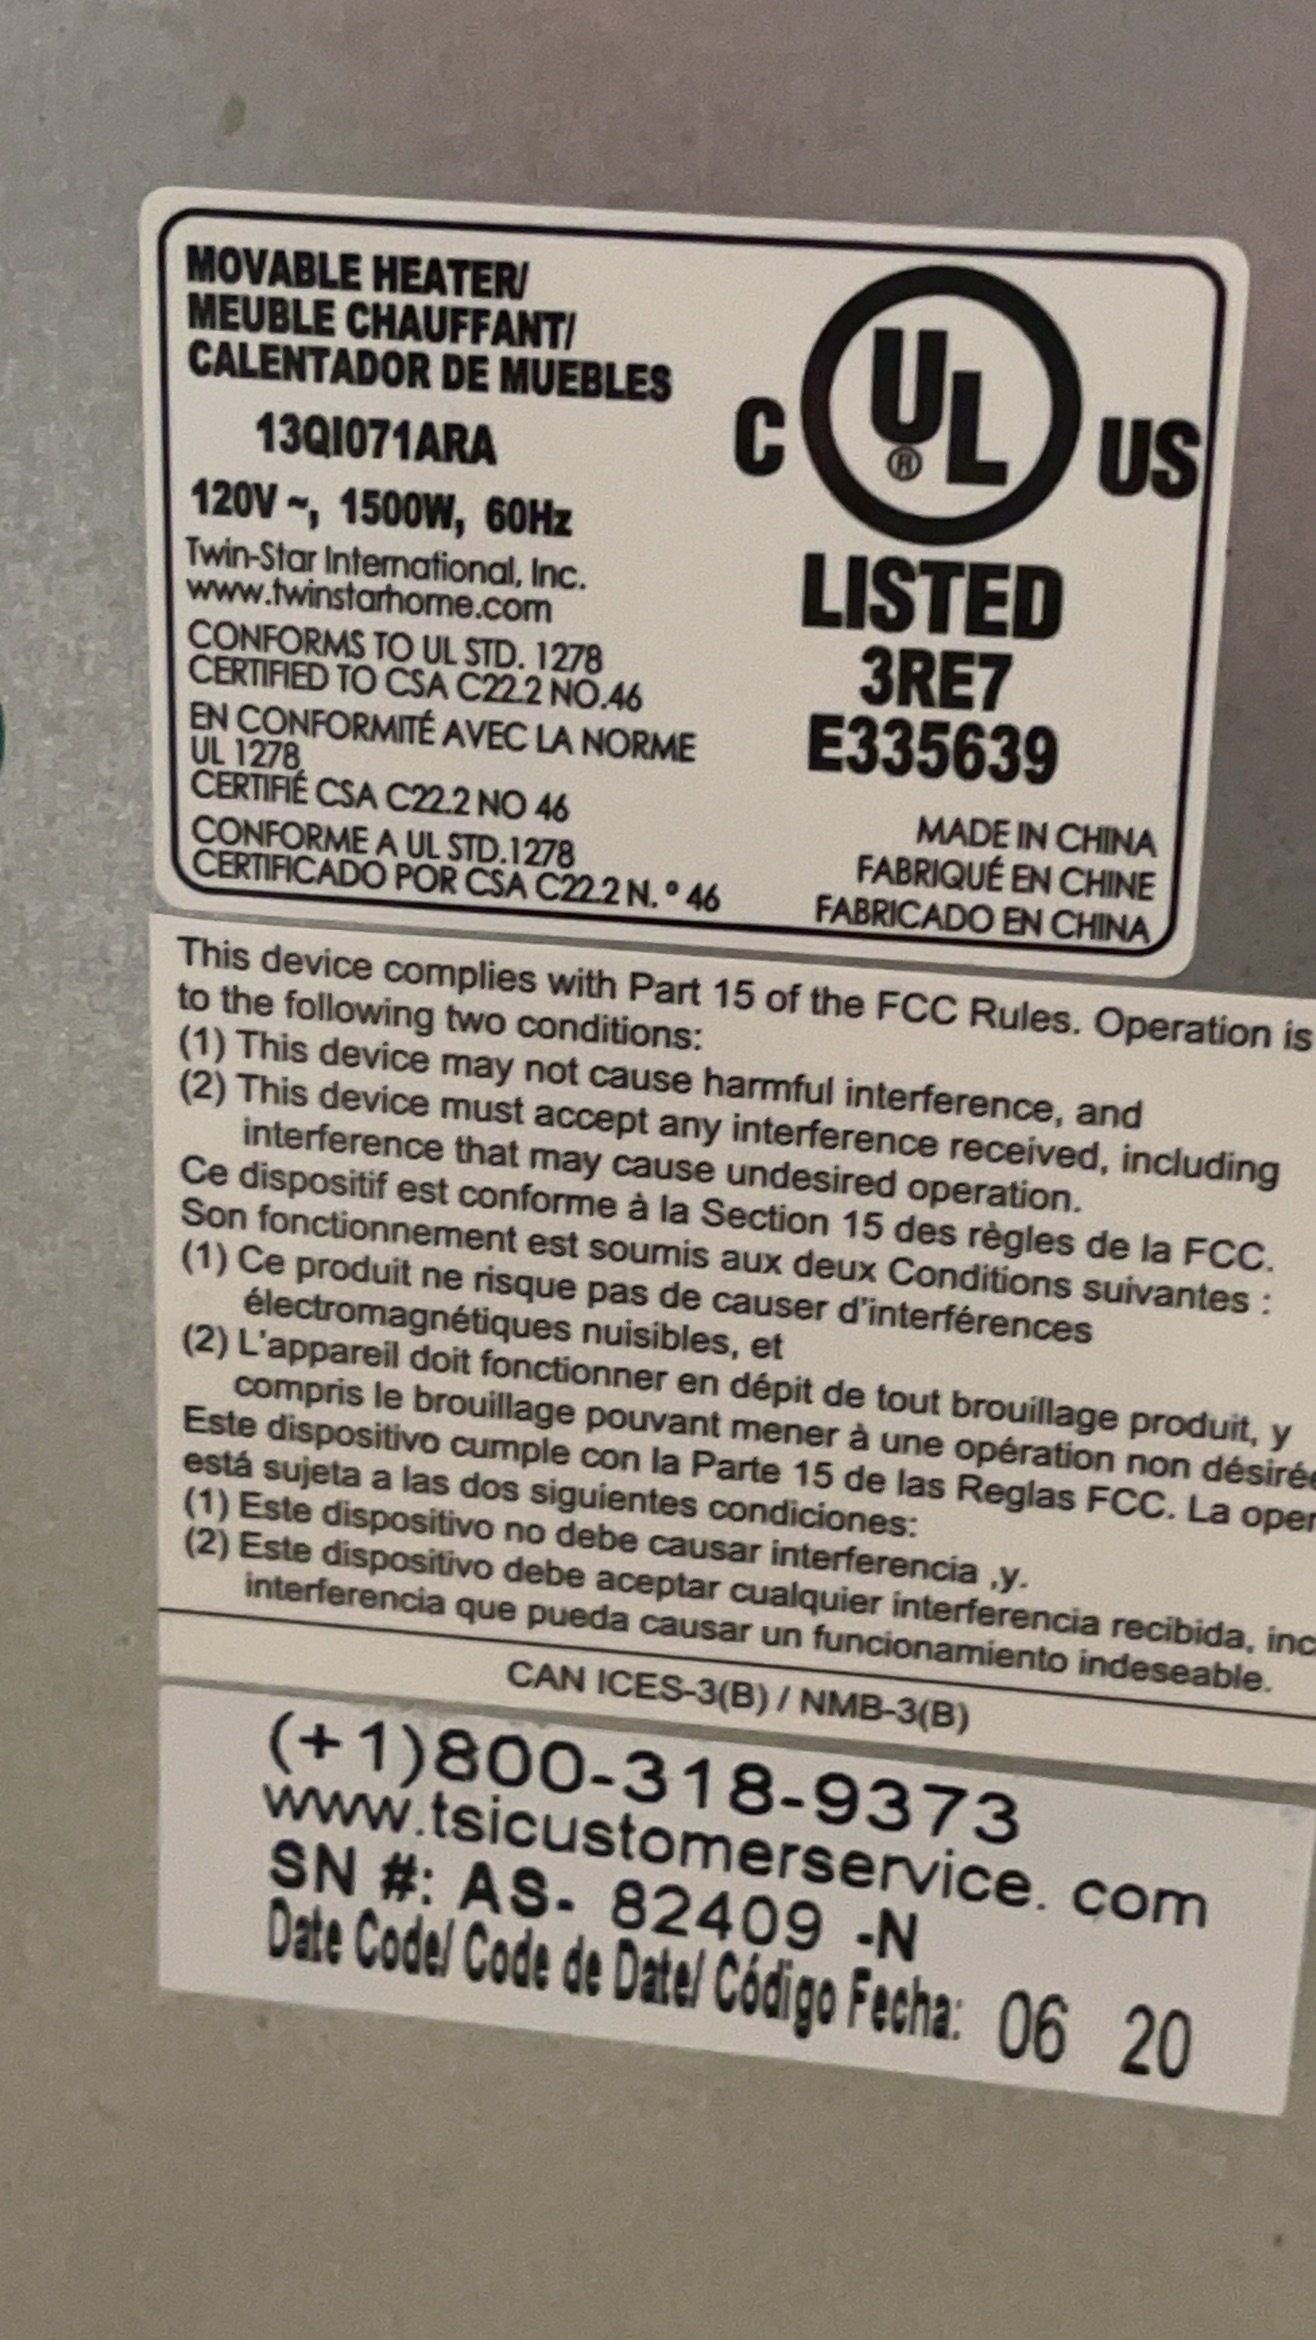 MOVABLE HEATER/
MEUBLE CHAUFFANT/
CALENTADOR DE MUEBLES
13QI071ARA
120V ~, 1500W, 60Hz
Twin-Star International, Inc.
www.twinstarhome.com
CONFORMS TO UL STD. 1278
CERTIFIED TO CSA C22.2 NO.46
EN CONFORMITÉ AVEC LA NORME
UL 1278
CERTIFIÉ CSA C22.2 NO 46
CONFORME A UL STD.1278
CERTIFICADO POR CSA C22.2 N. º 46
C UL ® US
LISTED
3RE7
E335639
MADE IN CHINA
FABRIQUÉ EN CHINE
FABRICADO EN CHINA
This device complies with Part 15 of the FCC Rules. Operation is
to the following two conditions:
(1) This device may not cause harmful interference, and
(2) This device must accept any interference received, including
interference that may cause undesired operation.
Ce dispositif est conforme à la Section 15 des règles de la FCC.
Son fonctionnement est soumis aux deux Conditions suivantes :
(1) Ce produit ne risque pas de causer d'interférences
électromagnétiques nuisibles, et
(2) L'appareil doit fonctionner en dépit de tout brouillage produit, y
compris le brouillage pouvant mener à une opération non désirée
Este dispositivo cumple con la Parte 15 de las Reglas FCC. La oper
está sujeta a las dos siguientes condiciones:
(1) Este dispositivo no debe causar interferencia ,y.
(2) Este dispositivo debe aceptar cualquier interferencia recibida, inc
interferencia que pueda causar un funcionamiento indeseable.
CAN ICES-3(B) / NMB-3(B)
(+1)800-318-9373
www.tsicustomerservice. com
SN #: AS- 82409 -N
Date Code/ Code de Date/ Código Fecha: 06 20